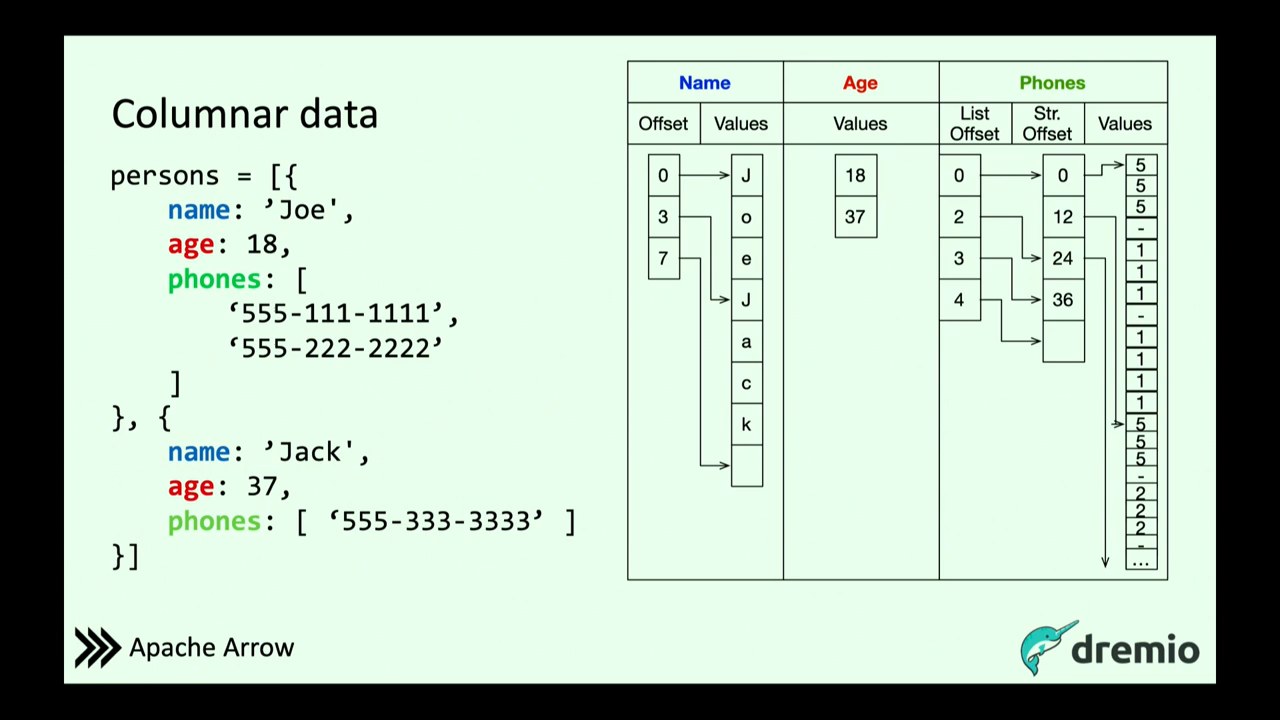 Columnar data
persons = [{
name: ’Joe',
age: 18,
phones: [
‘555-111-1111’,
‘555-222-2222’
]
}, {
name: ’Jack',
age: 37,
phones: [ ‘555-333-3333’ ]
}]
Name Age Phones
Offset Values Values List Offset Str. Offset Values
0
3
7
J
o
e
J
a
c
k
18
37
0
2
3
4
0
12
24
36
5
5
5
-
1
1
1
-
1
1
1
1
5
5
5
-
2
2
2
-
...
Apache Arrow
dremio